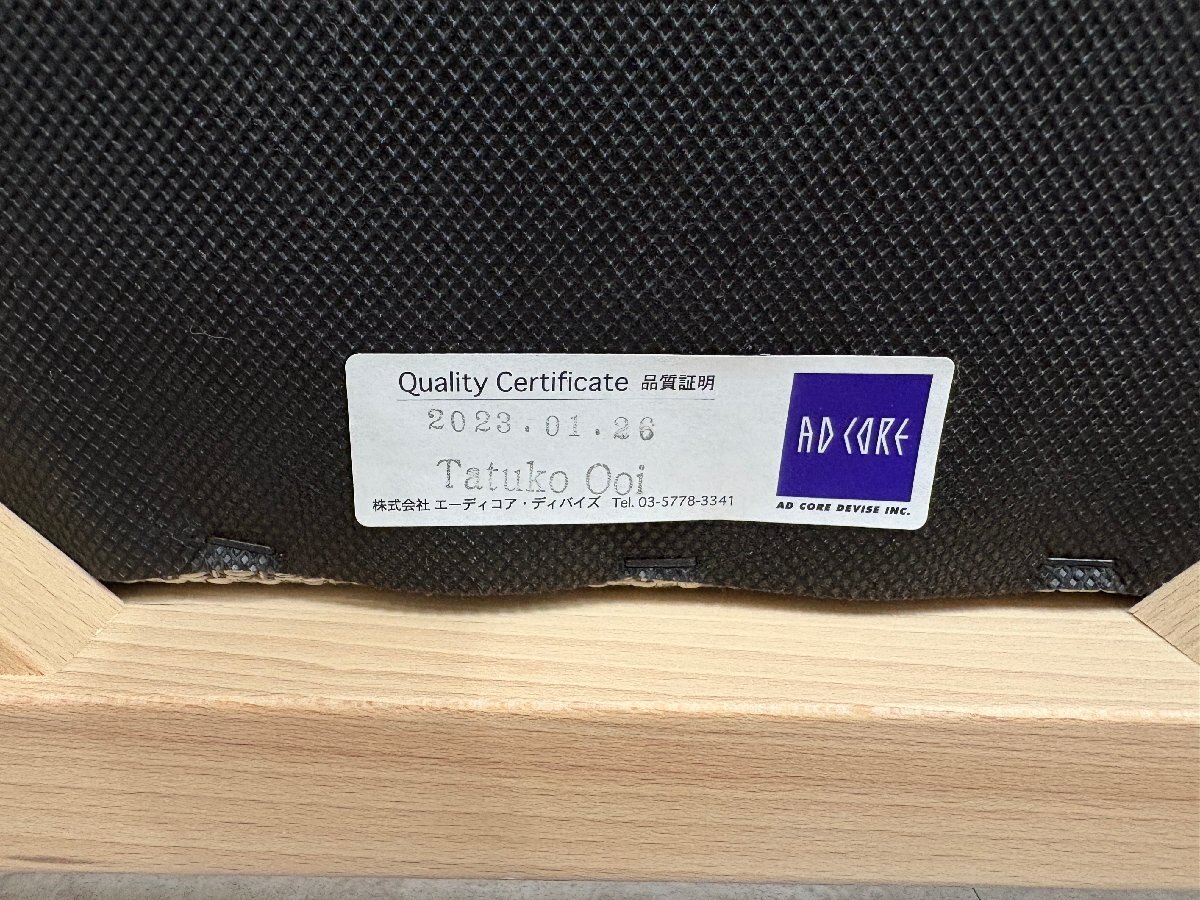 Quality Certificate 品質証明
2023.01.26
Tatuko Ooi
株式会社 エーディコア・ディバイズ Tel. 03-5778-3341
AD CORE
AD CORE DEVISE INC.